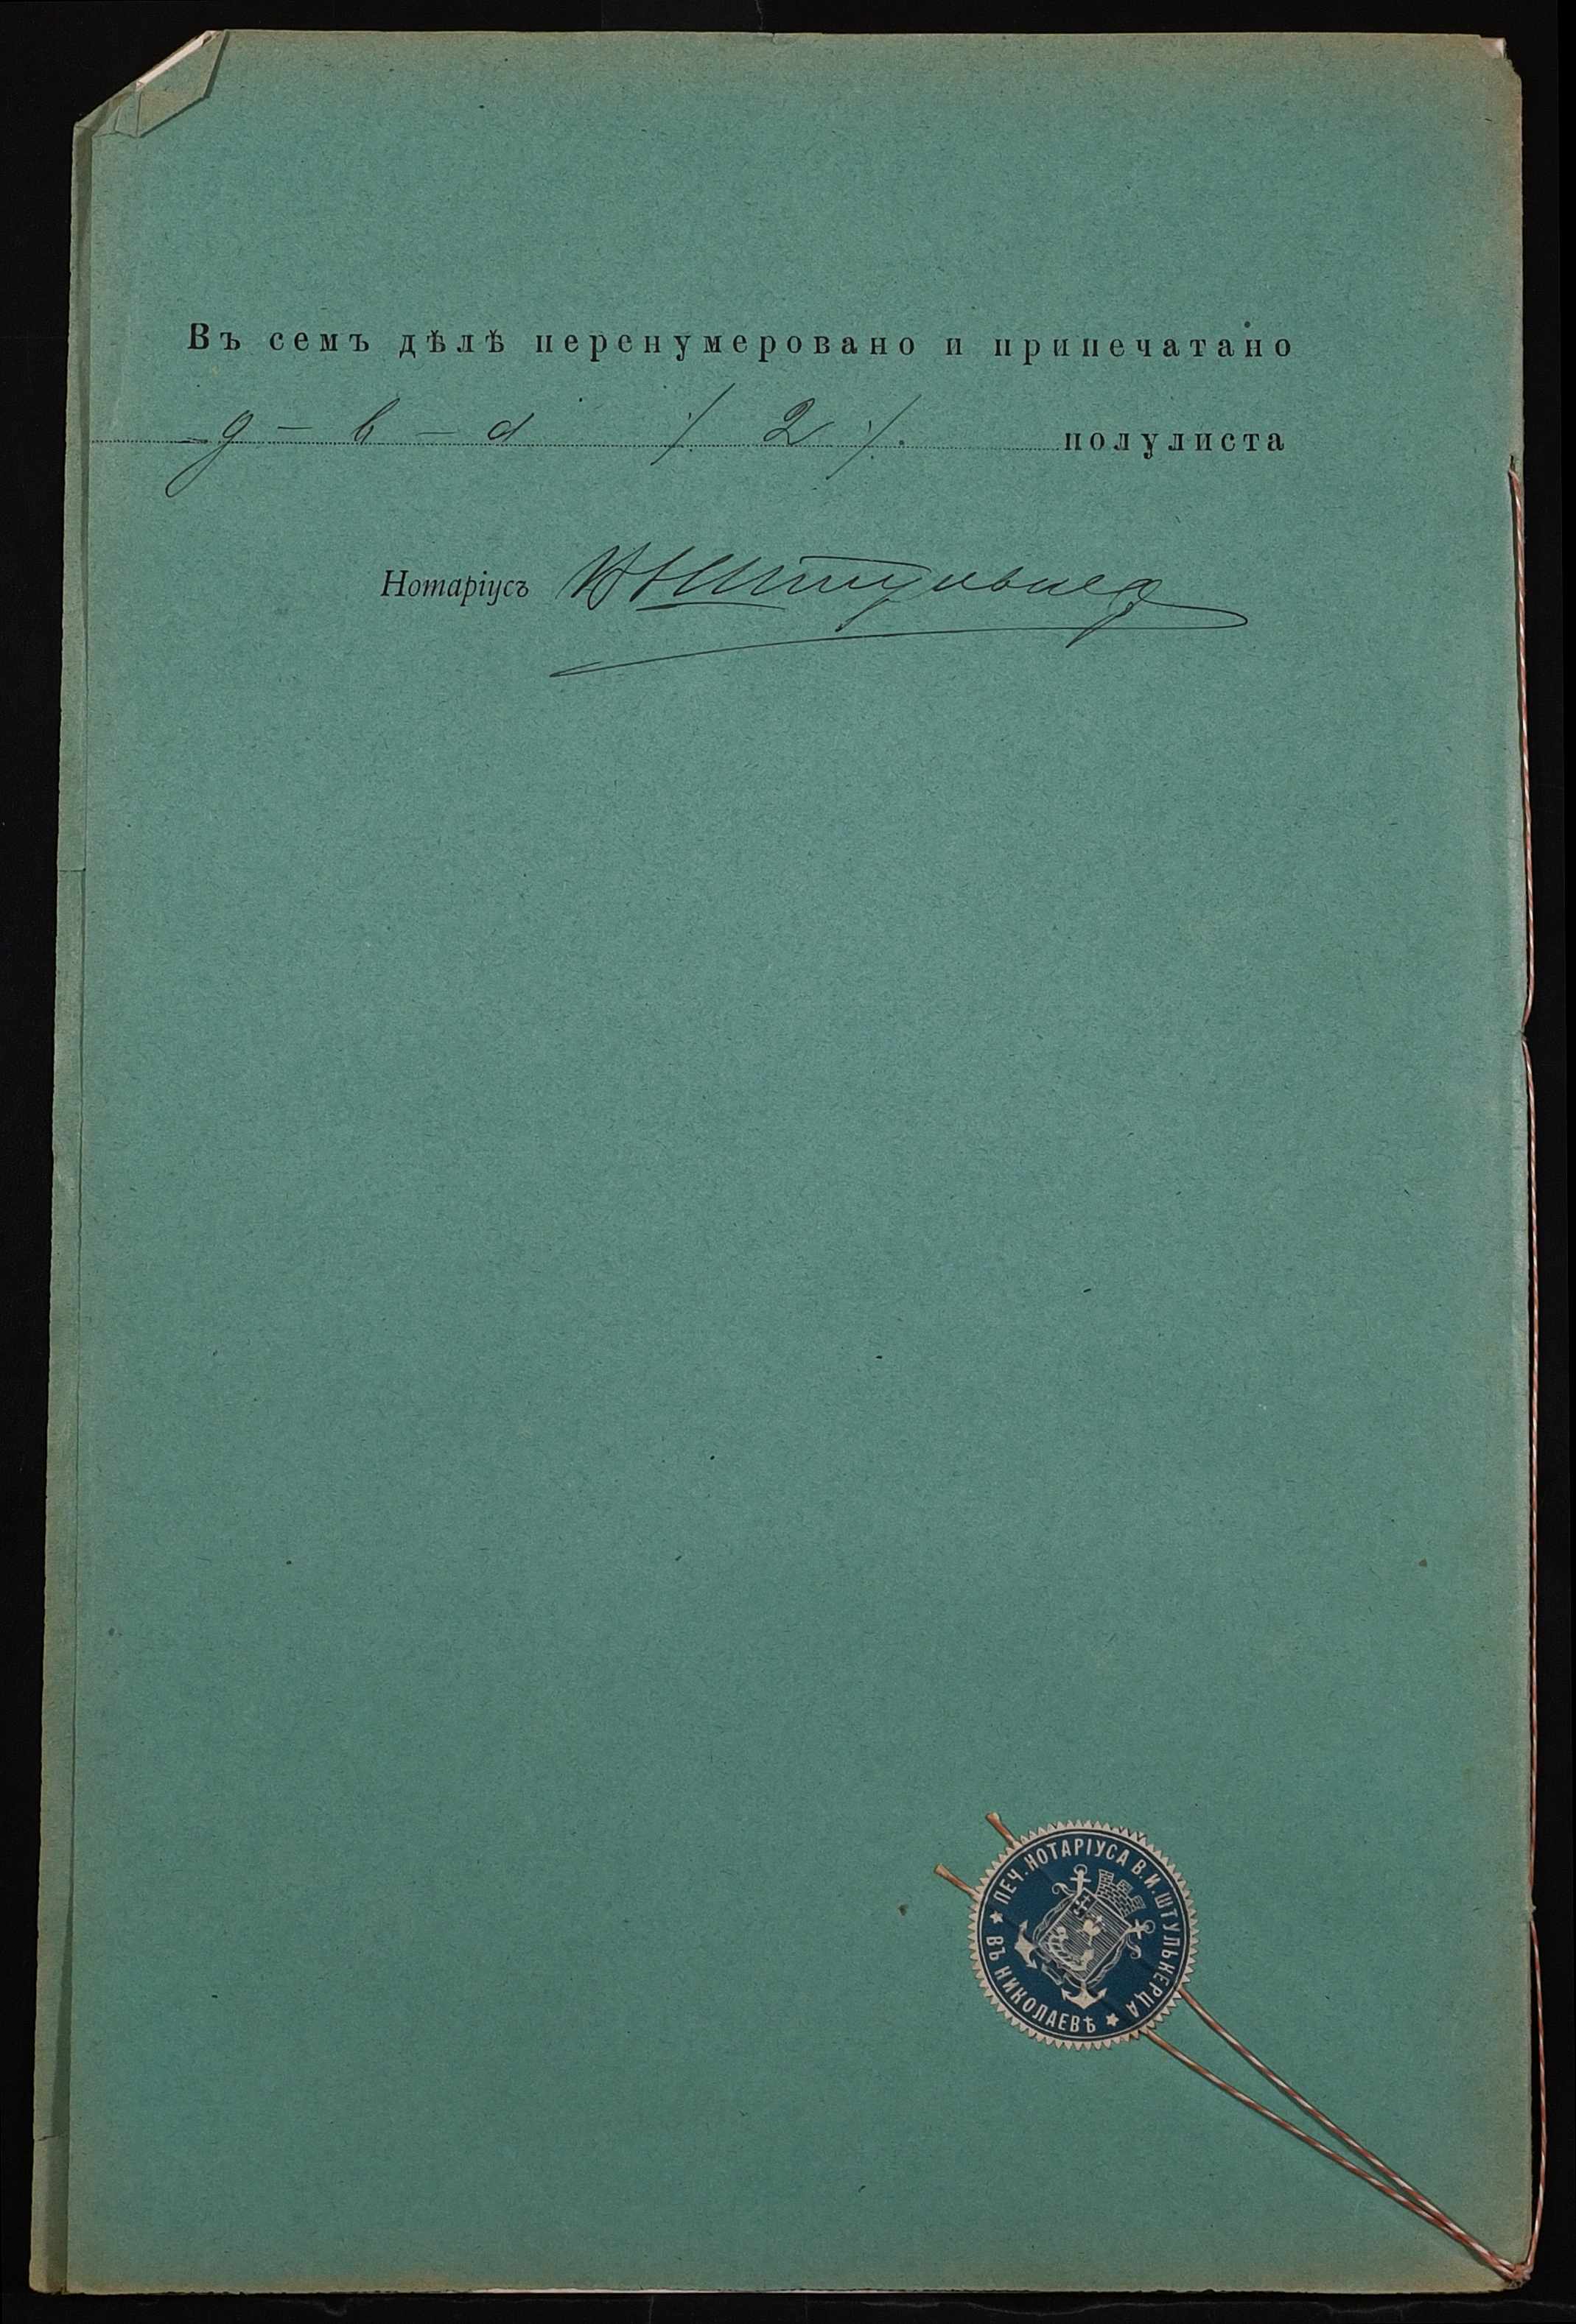 Въ семъ дѣлѣ перенумеровано и припечатано
д - в - а ./. 2 ./. полулиста
Нотаріусъ
ПЕЧ. НОТАРІУСА В. И. ШТУЛЬКЕРЦА
ВЪ НИКОЛАЕВѢ